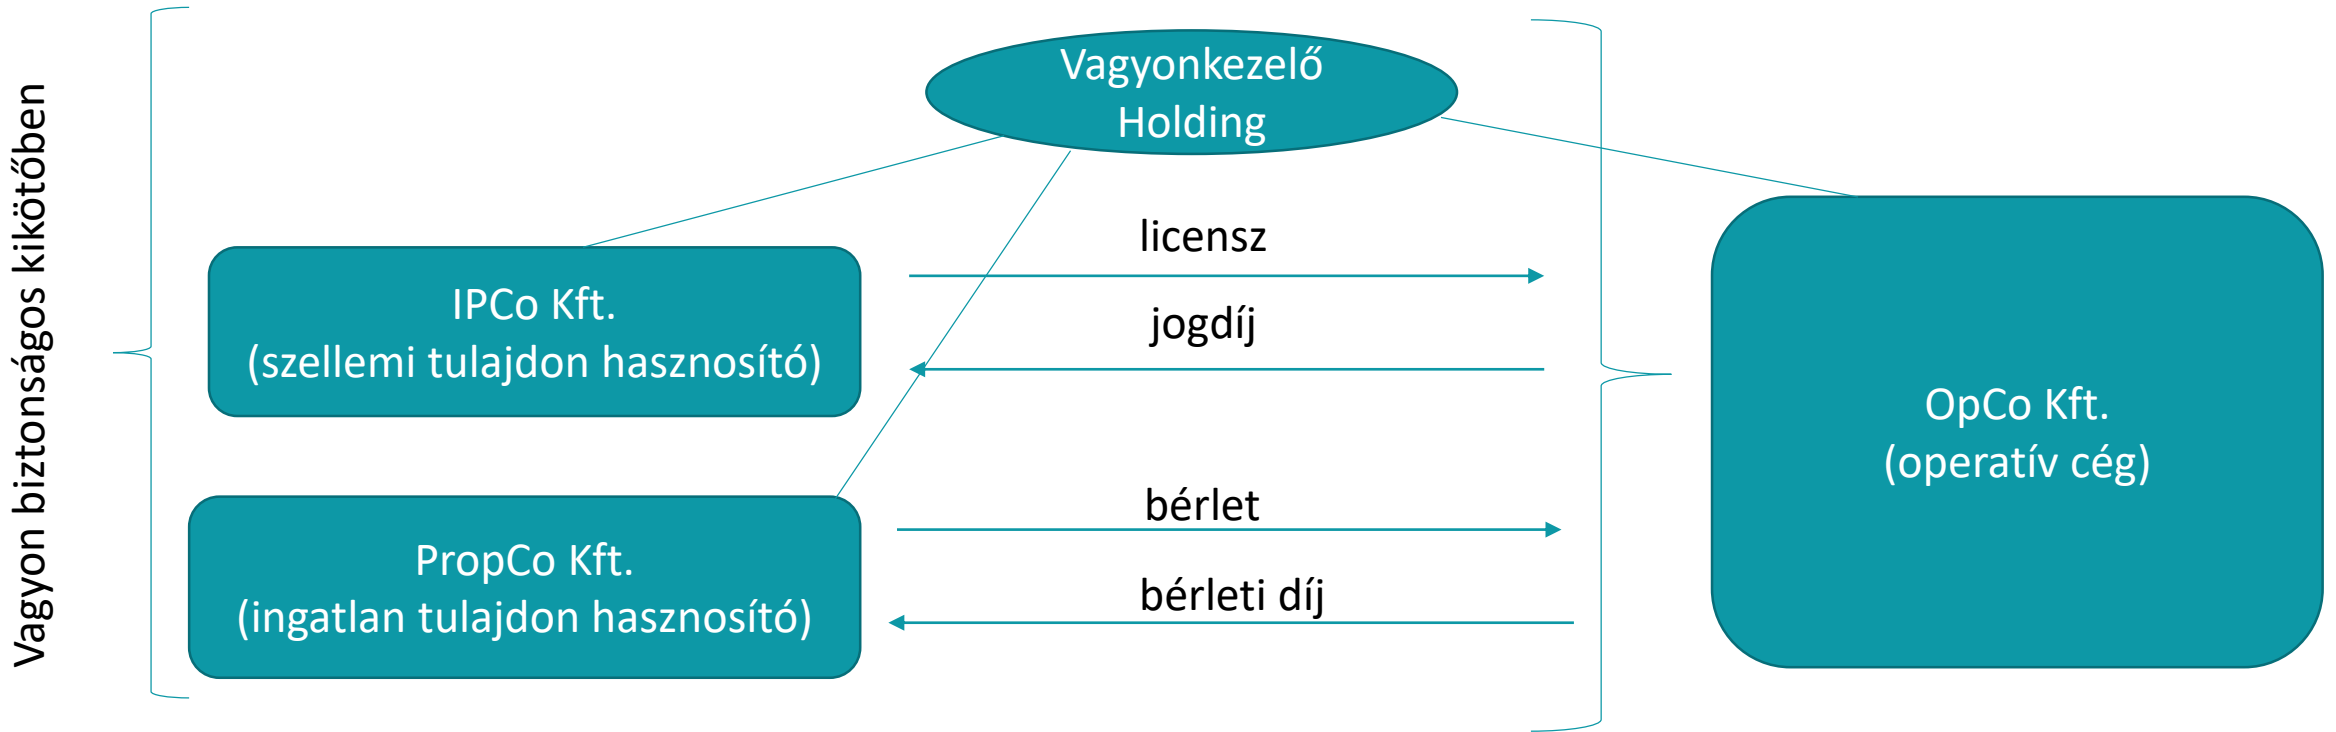 Vagyon biztonságos kikötőben
Vagyonkezelő
Holding
licensz
jogdíj
IPCo Kft.
(szellemi tulajdon hasznosító)
OpCo Kft.
(operatív cég)
bérlet
bérleti díj
PropCo Kft.
(ingatlan tulajdon hasznosító)